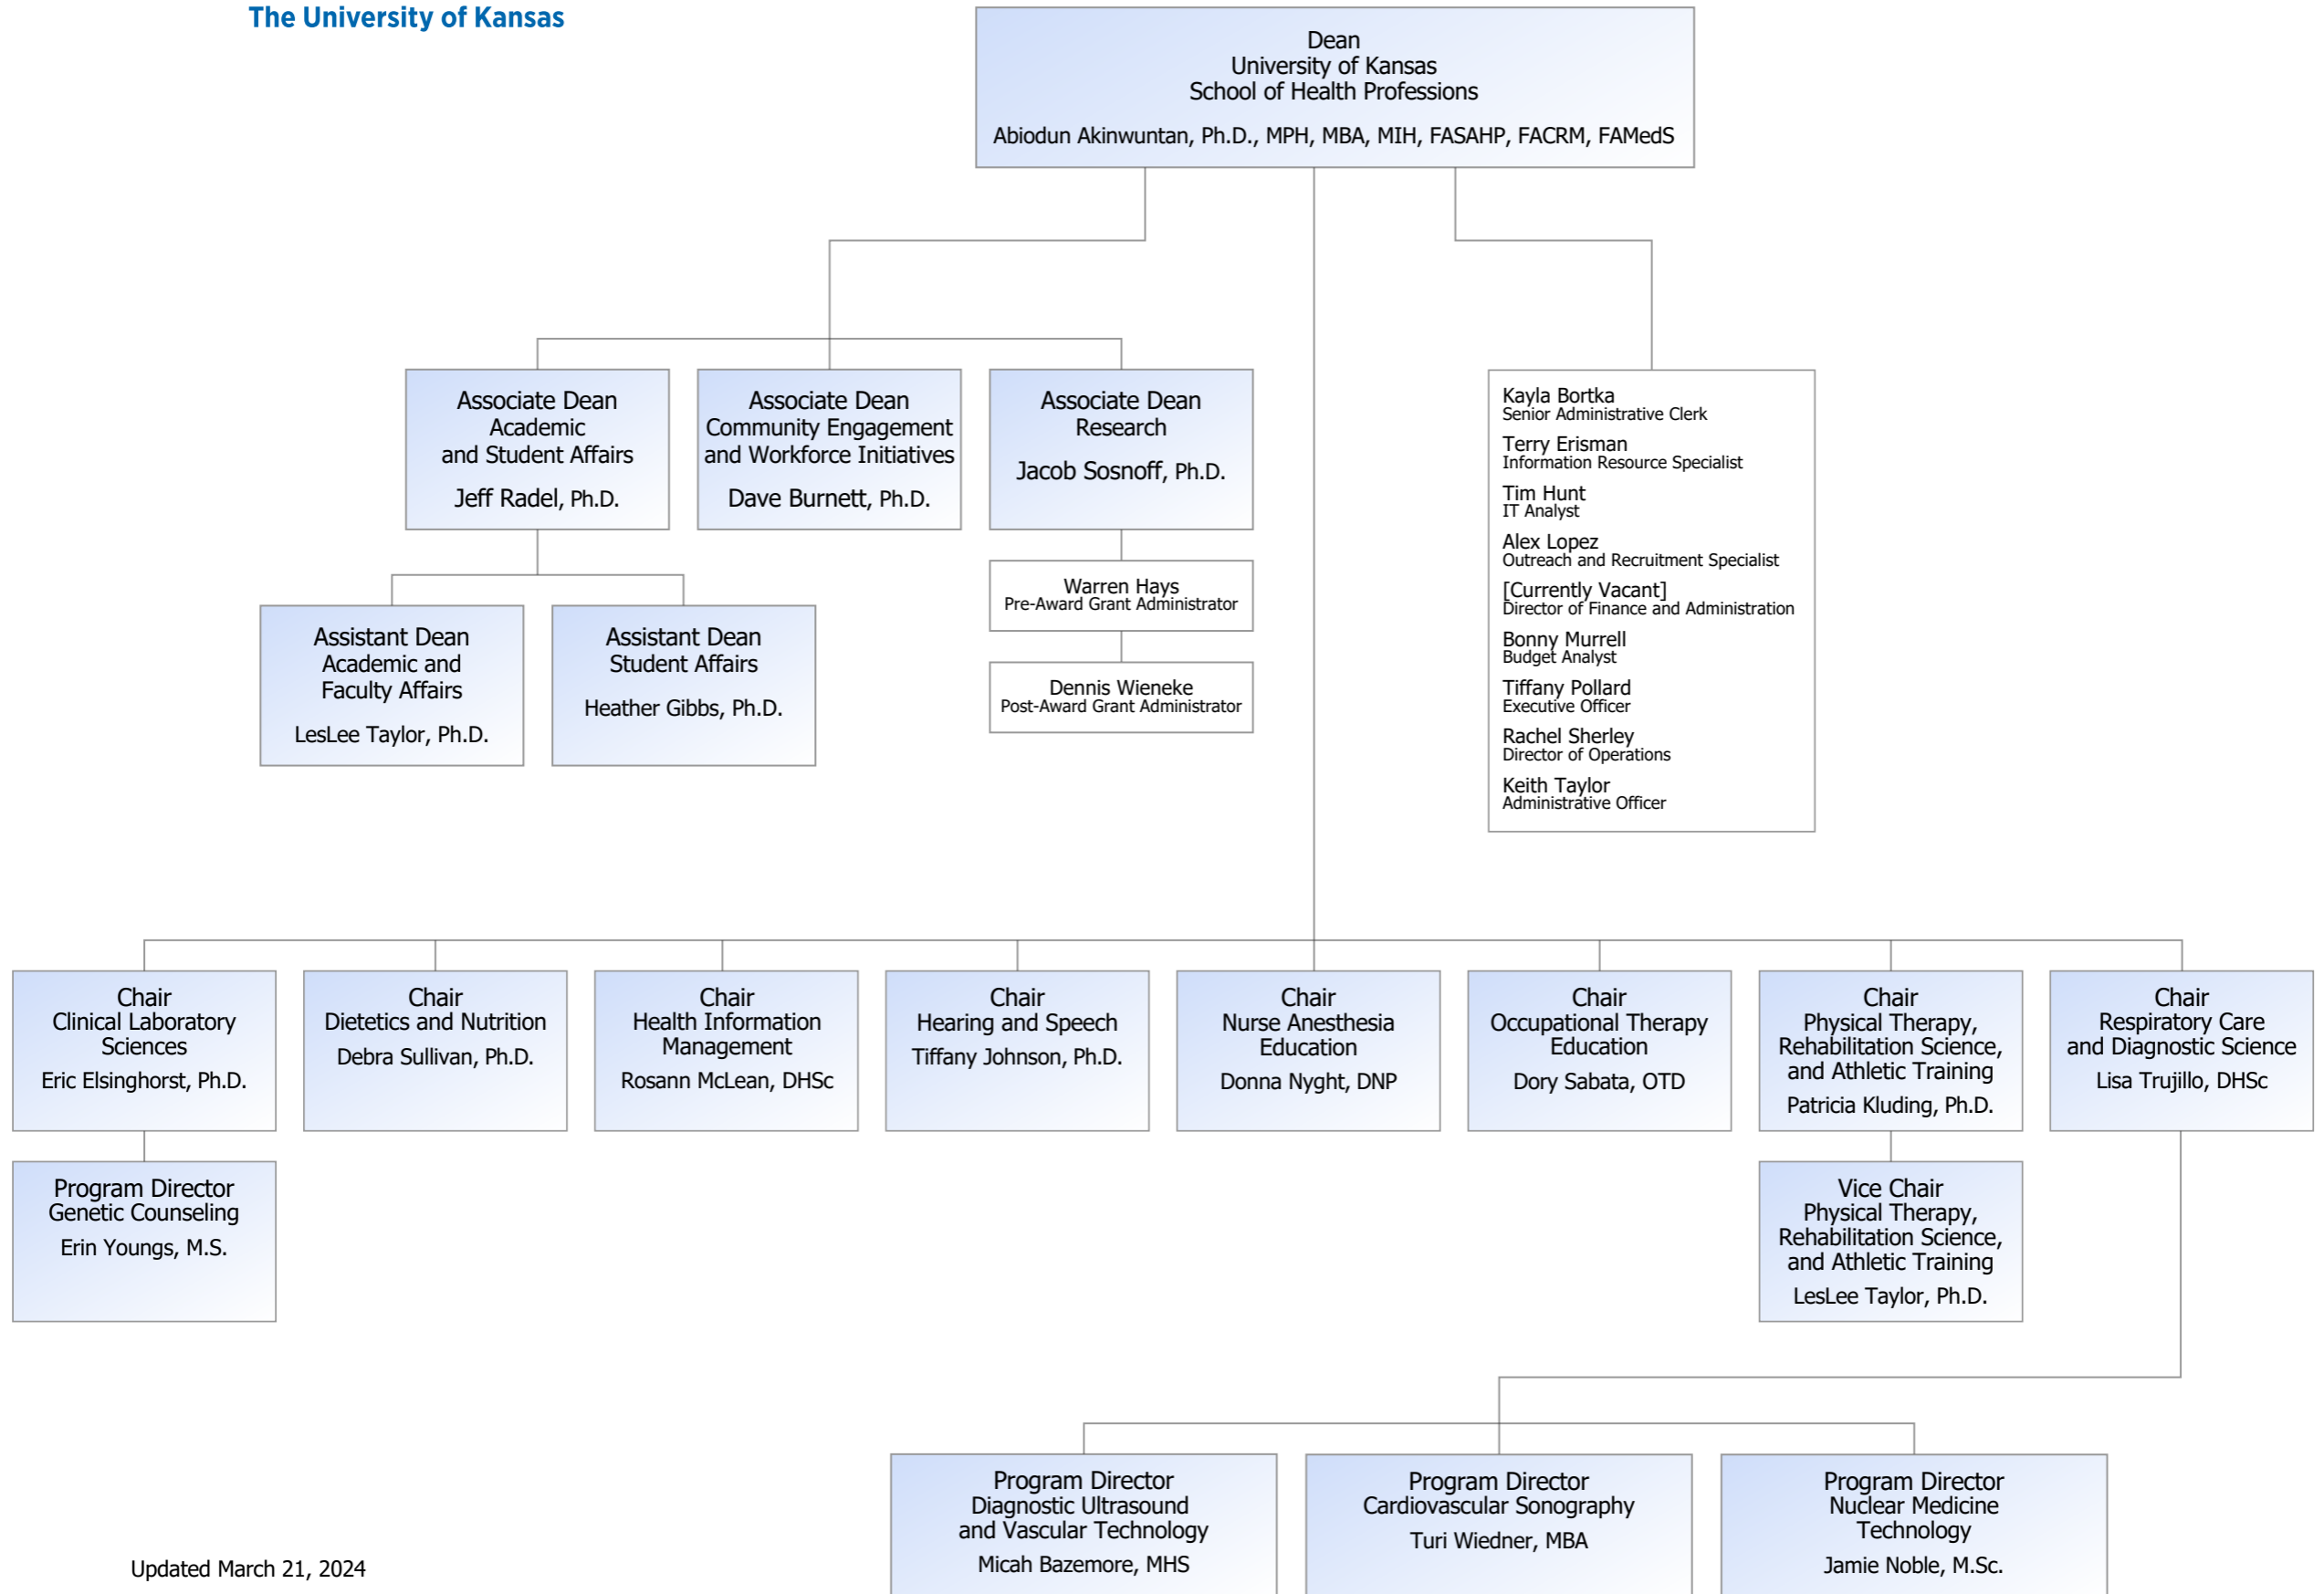 The University of Kansas
Dean
University of Kansas
School of Health Professions
Abiodun Akinwuntan, Ph.D., MPH, MBA, MIH, FASAHP, FACRM, FAMedS
Associate Dean
Academic
and Student Affairs
Jeff Radel, Ph.D.
Associate Dean
Community Engagement
and Workforce Initiatives
Dave Burnett, Ph.D.
Associate Dean
Research
Jacob Sosnoff, Ph.D.
Assistant Dean
Academic and
Faculty Affairs
LesLee Taylor, Ph.D.
Assistant Dean
Student Affairs
Heather Gibbs, Ph.D.
Warren Hays
Pre-Award Grant Administrator
Dennis Wieneke
Post-Award Grant Administrator
Kayla Bortka
Senior Administrative Clerk
Terry Erisman
Information Resource Specialist
Tim Hunt
IT Analyst
Alex Lopez
Outreach and Recruitment Specialist
[Currently Vacant]
Director of Finance and Administration
Bonny Murrell
Budget Analyst
Tiffany Pollard
Executive Officer
Rachel Sherley
Director of Operations
Keith Taylor
Administrative Officer
Chair
Clinical Laboratory
Sciences
Eric Elsinghorst, Ph.D.
Chair
Dietetics and Nutrition
Debra Sullivan, Ph.D.
Chair
Health Information
Management
Rosann McLean, DHSc
Chair
Hearing and Speech
Tiffany Johnson, Ph.D.
Chair
Nurse Anesthesia
Education
Donna Nyght, DNP
Chair
Occupational Therapy
Education
Dory Sabata, OTD
Chair
Physical Therapy,
Rehabilitation Science,
and Athletic Training
Patricia Kluding, Ph.D.
Chair
Respiratory Care
and Diagnostic Science
Lisa Trujillo, DHSc
Program Director
Genetic Counseling
Erin Youngs, M.S.
Vice Chair
Physical Therapy,
Rehabilitation Science,
and Athletic Training
LesLee Taylor, Ph.D.
Program Director
Diagnostic Ultrasound
and Vascular Technology
Micah Bazemore, MHS
Program Director
Cardiovascular Sonography
Turi Wiedner, MBA
Program Director
Nuclear Medicine
Technology
Jamie Noble, M.Sc.
Updated March 21, 2024